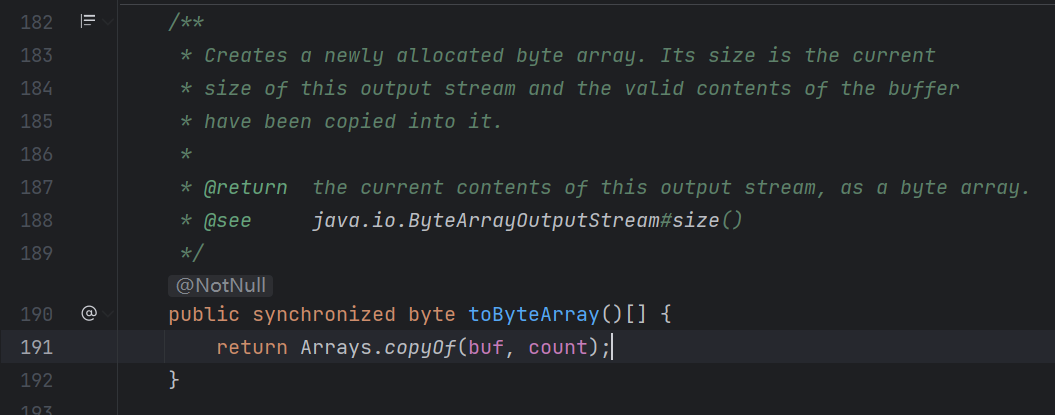 182 /**
183 * Creates a newly allocated byte array. Its size is the current
184 * size of this output stream and the valid contents of the buffer
185 * have been copied into it.
186 *
187 * @return  the current contents of this output stream, as a byte array.
188 * @see     java.io.ByteArrayOutputStream#size()
189 */
@NotNull
190 @ public synchronized byte toByteArray()[] {
191 return Arrays.copyOf(buf, count);
192 }
193